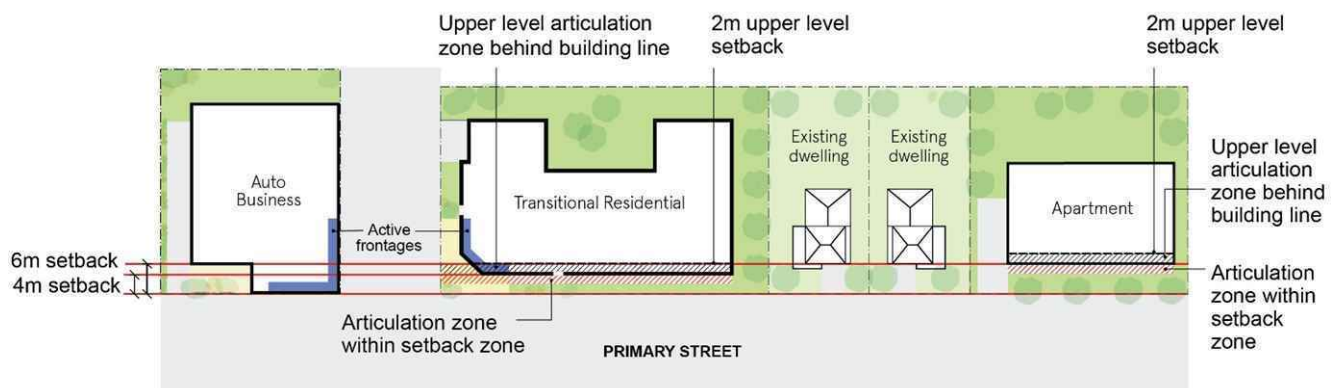 Upper level articulation
zone behind building line
2m upper level
setback
2m upper level
setback
Existing
dwelling
Existing
dwelling
Upper level
articulation
zone behind
building line
Auto
Business
Transitional Residential
Apartment
Active
frontages
6m setback
4m setback
Articulation
zone within
setback
zone
Articulation zone
within setback zone
PRIMARY STREET